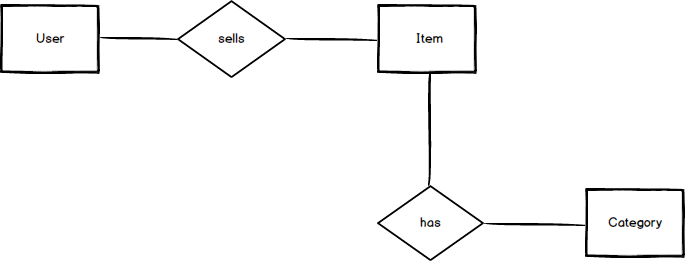 User
sells
Item
has
Category